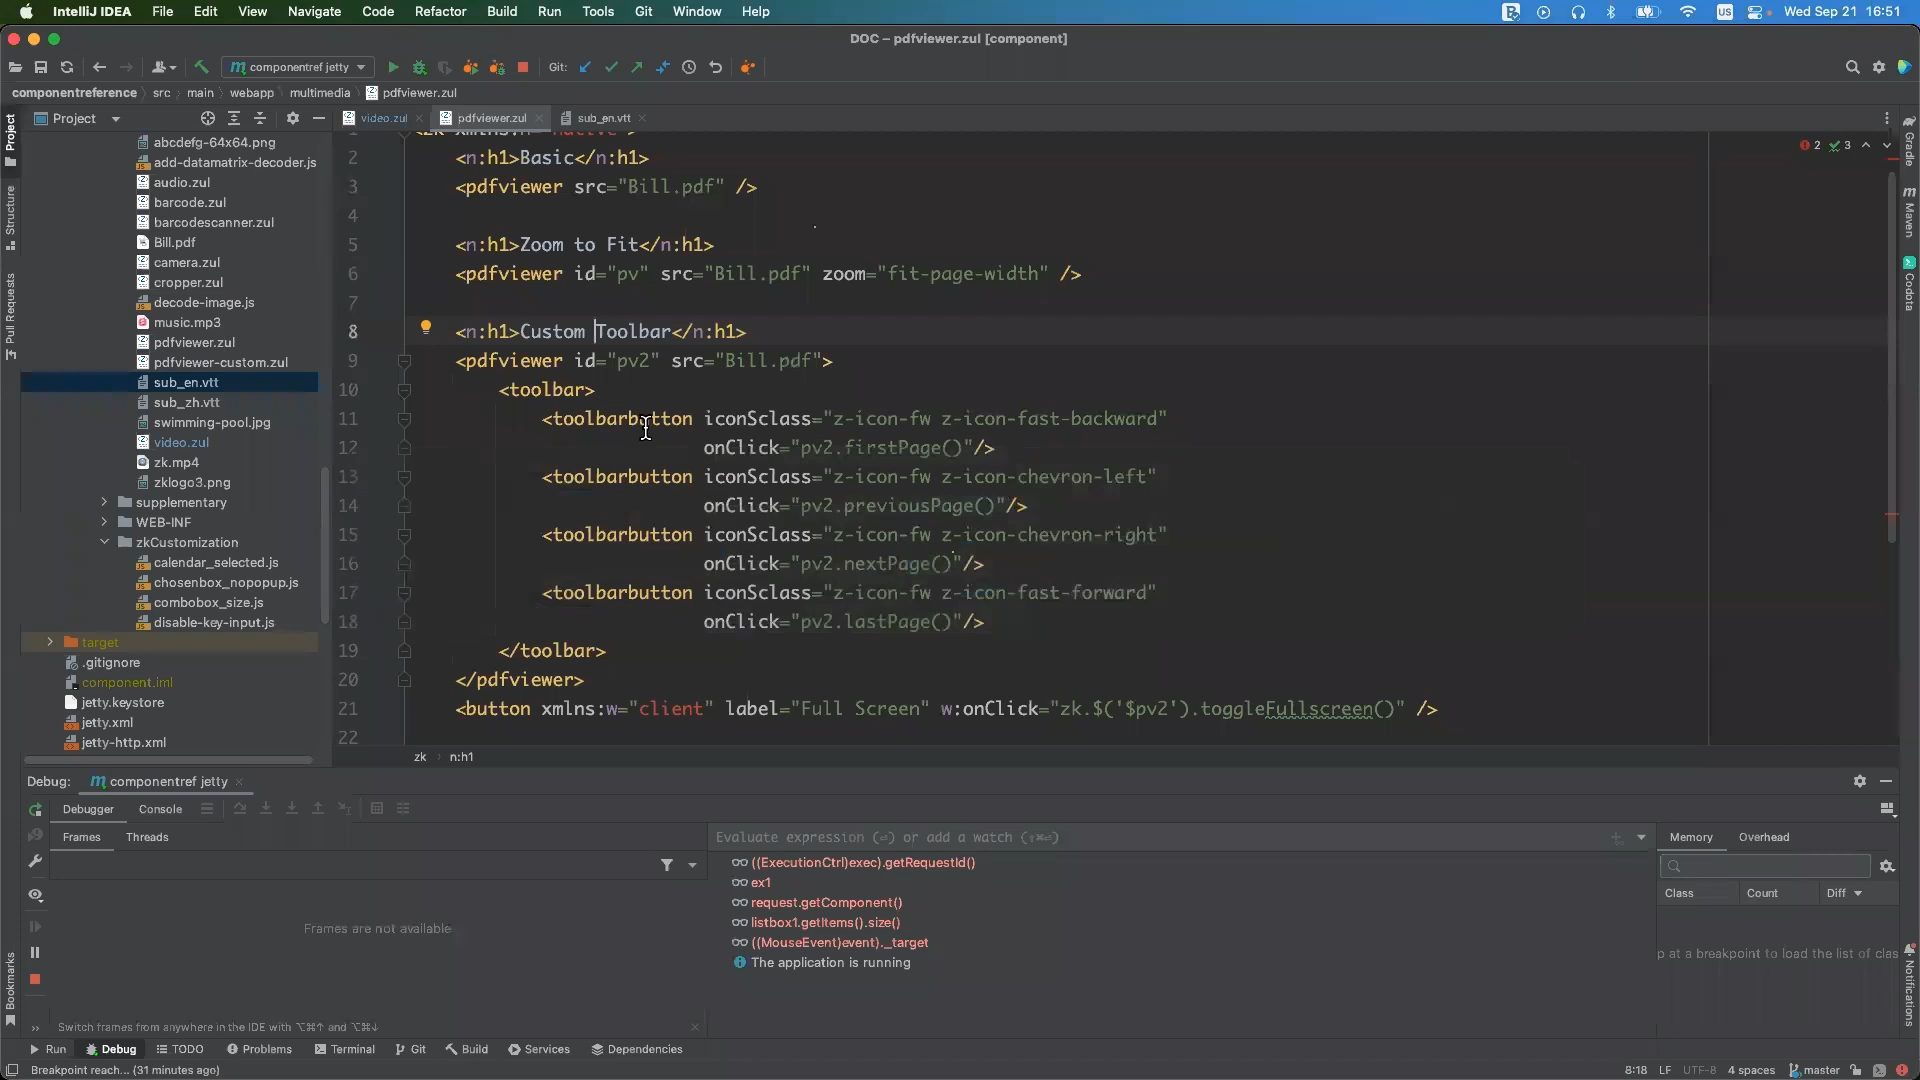 IntelliJ IDEA File Edit View Navigate Code Refactor Build Run Tools Git Window Help US Wed Sep 21 16:51
DOC – pdfviewer.zul [component]
componentref jetty Git:
componentreference src main webapp multimedia pdfviewer.zul
Project
video.zul pdfviewer.zul sub_en.vtt
abcdefg-64x64.png
add-datamatrix-decoder.js
audio.zul
barcode.zul
barcodescanner.zul
Bill.pdf
camera.zul
cropper.zul
decode-image.js
music.mp3
pdfviewer.zul
pdfviewer-custom.zul
sub_en.vtt
sub_zh.vtt
swimming-pool.jpg
video.zul
zk.mp4
zklogo3.png
supplementary
WEB-INF
zkCustomization
calendar_selected.js
chosenbox_nopopup.js
combobox_size.js
disable-key-input.js
target
.gitignore
component.iml
jetty.keystore
jetty.xml
jetty-http.xml
Project
Structure
Pull Requests
Bookmarks
2 3
2 <n:h1>Basic</n:h1>
3 <pdfviewer src="Bill.pdf" />
4
5 <n:h1>Zoom to Fit</n:h1>
6 <pdfviewer id="pv" src="Bill.pdf" zoom="fit-page-width" />
7
8 <n:h1>Custom Toolbar</n:h1>
9 <pdfviewer id="pv2" src="Bill.pdf">
10 <toolbar>
11 <toolbarbutton iconSclass="z-icon-fw z-icon-fast-backward"
12 onClick="pv2.firstPage()"/>
13 <toolbarbutton iconSclass="z-icon-fw z-icon-chevron-left"
14 onClick="pv2.previousPage()"/>
15 <toolbarbutton iconSclass="z-icon-fw z-icon-chevron-right"
16 onClick="pv2.nextPage()"/>
17 <toolbarbutton iconSclass="z-icon-fw z-icon-fast-forward"
18 onClick="pv2.lastPage()"/>
19 </toolbar>
20 </pdfviewer>
21 <button xmlns:w="client" label="Full Screen" w:onClick="zk.$('$pv2').toggleFullscreen()" />
22
zk n:h1
Gradle
Maven
Codota
Notifications
Debug: componentref jetty
Debugger Console
Frames Threads
Frames are not available
Switch frames from anywhere in the IDE with ⌥⌘↑ and ⌥⌘↓
Evaluate expression (⏎) or add a watch (⇧⌘⏎)
((ExecutionCtrl)exec).getRequestId()
ex1
request.getComponent()
listbox1.getItems().size()
((MouseEvent)event)._target
The application is running
Memory Overhead
Class Count Diff
p at a breakpoint to load the list of clas
Run Debug TODO Problems Terminal Git Build Services Dependencies
Breakpoint reach... (31 minutes ago) 8:18 LF UTF-8 4 spaces master